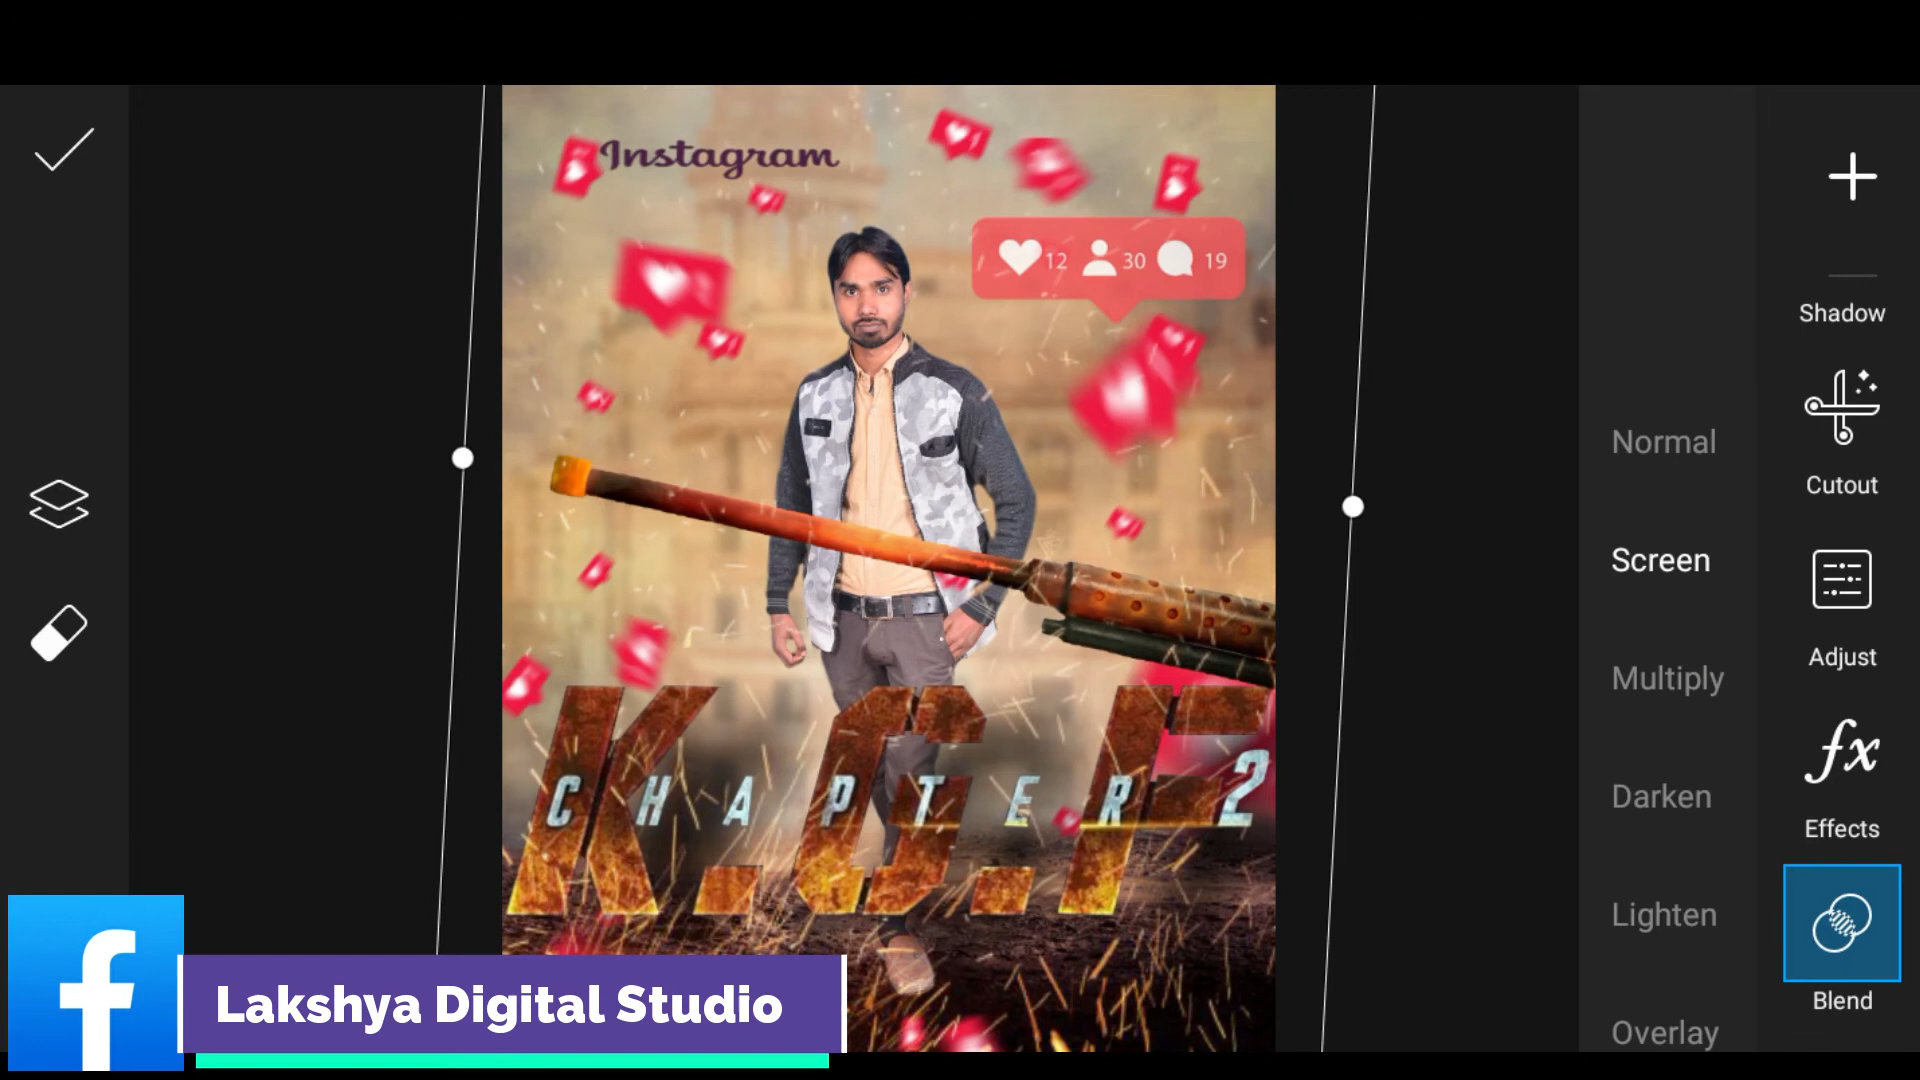 Instagram
12 30 19
K.G.F
CHAPTER 2
Shadow
Cutout
Adjust
fx
Effects
Blend
Normal
Screen
Multiply
Darken
Lighten
Overlay
f
Lakshya Digital Studio